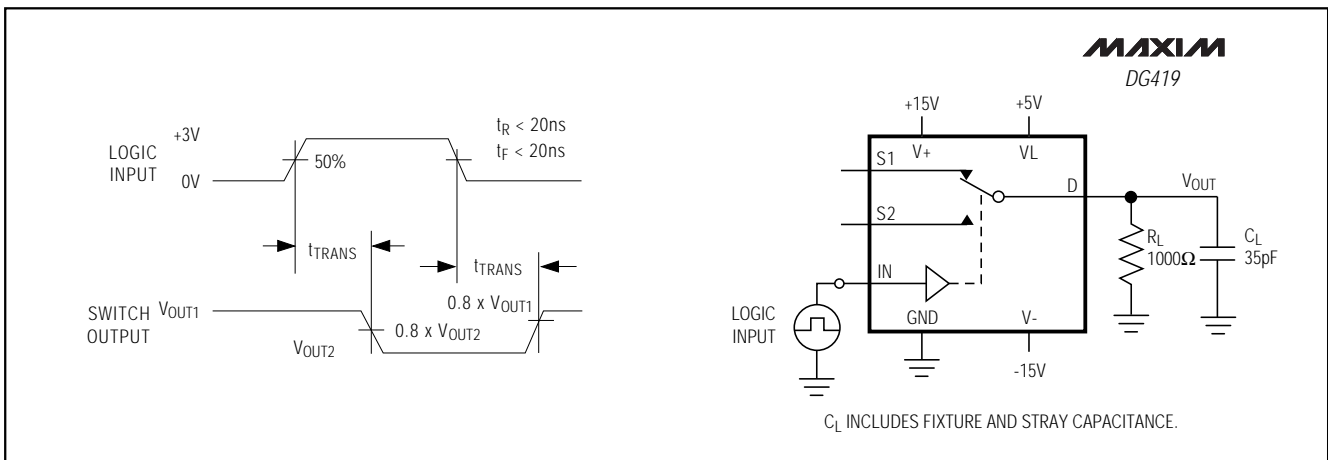 LOGIC
INPUT
+3V
0V
50%
tR < 20ns
tF < 20ns
tTRANS
tTRANS
SWITCH
OUTPUT
VOUT1
VOUT2
0.8 x VOUT2
0.8 x VOUT1
MAXIM
DG419
+15V
+5V
V+
VL
S1
S2
D
VOUT
RL
1000Ω
CL
35pF
IN
LOGIC
INPUT
GND
V-
-15V
CL INCLUDES FIXTURE AND STRAY CAPACITANCE.